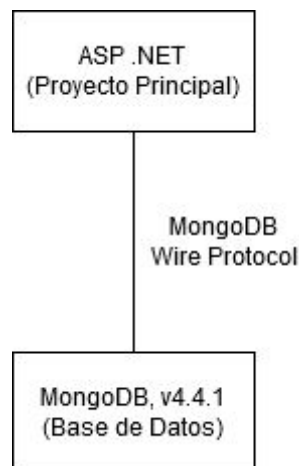 ASP .NET
(Proyecto Principal)
MongoDB
Wire Protocol
MongoDB, v4.4.1
(Base de Datos)